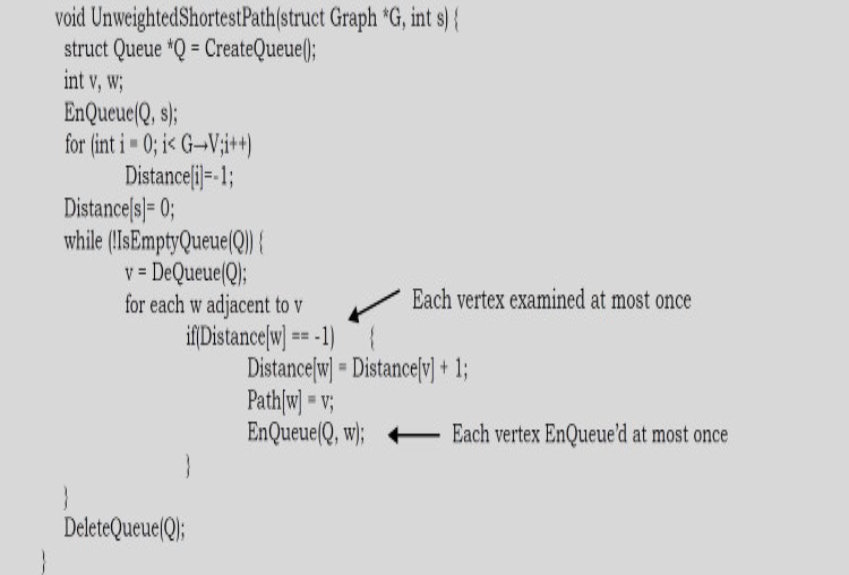 void UnweightedShortestPath(struct Graph *G, int s) {
struct Queue *Q = CreateQueue();
int v, w;
EnQueue(Q, s);
for (int i = 0; i< G→V;i++)
Distance[i]=-1;
Distance[s]= 0;
while (!IsEmptyQueue(Q)) {
v = DeQueue(Q);
for each w adjacent to v
Each vertex examined at most once
if(Distance[w] == -1) {
Distance[w] = Distance[v] + 1;
Path[w] = v;
EnQueue(Q, w); Each vertex EnQueue'd at most once
}
}
DeleteQueue(Q);
}